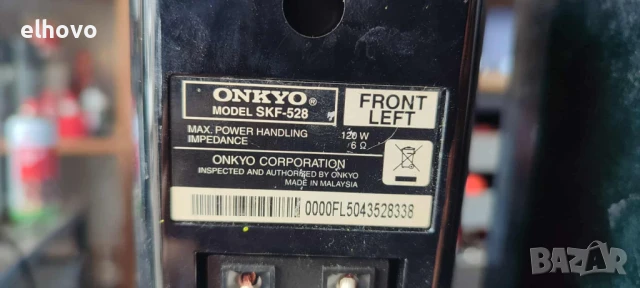 elhovo
ONKYO®
MODEL SKF-528
FRONT
LEFT
MAX. POWER HANDLING 120 W
IMPEDANCE 6 Ω
ONKYO CORPORATION
INSPECTED AND AUTHORIZED BY ONKYO
MADE IN MALAYSIA
0000FL5043528338
BAZAR